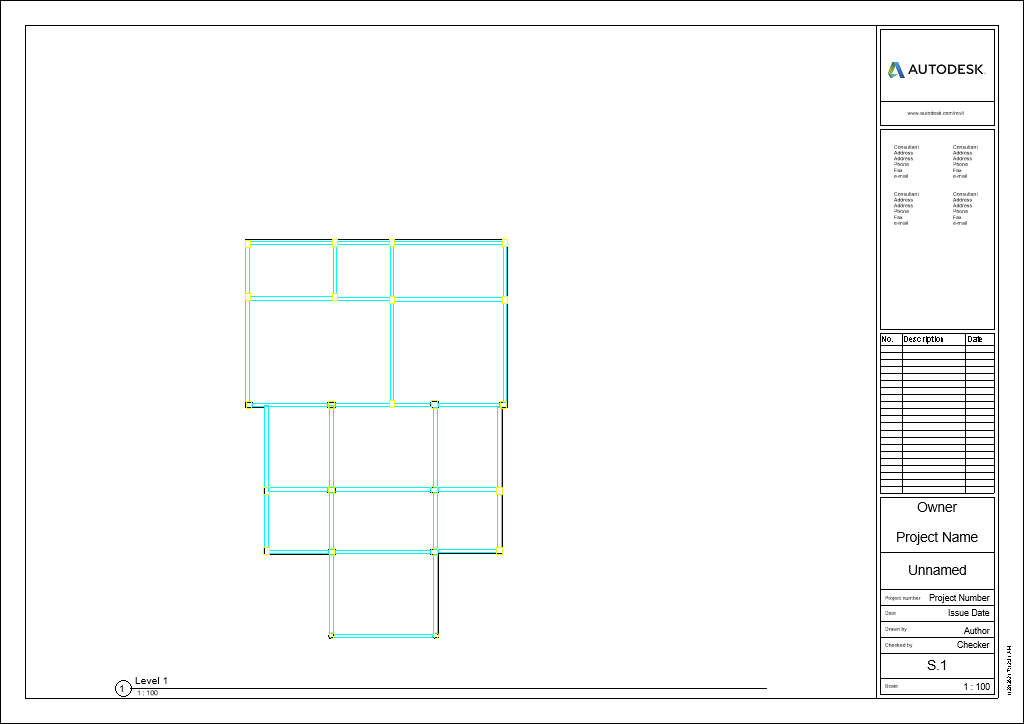 AUTODESK
www.autodesk.com/revit
Consultant
Address
Address
Phone
Fax
e-mail
Consultant
Address
Address
Phone
Fax
e-mail
Consultant
Address
Address
Phone
Fax
e-mail
Consultant
Address
Address
Phone
Fax
e-mail
No. Description Date
Owner
Project Name
Unnamed
Project number Project Number
Date Issue Date
Drawn by Author
Checked by Checker
S.1
Scale 1 : 100
1 Level 1
1 : 100